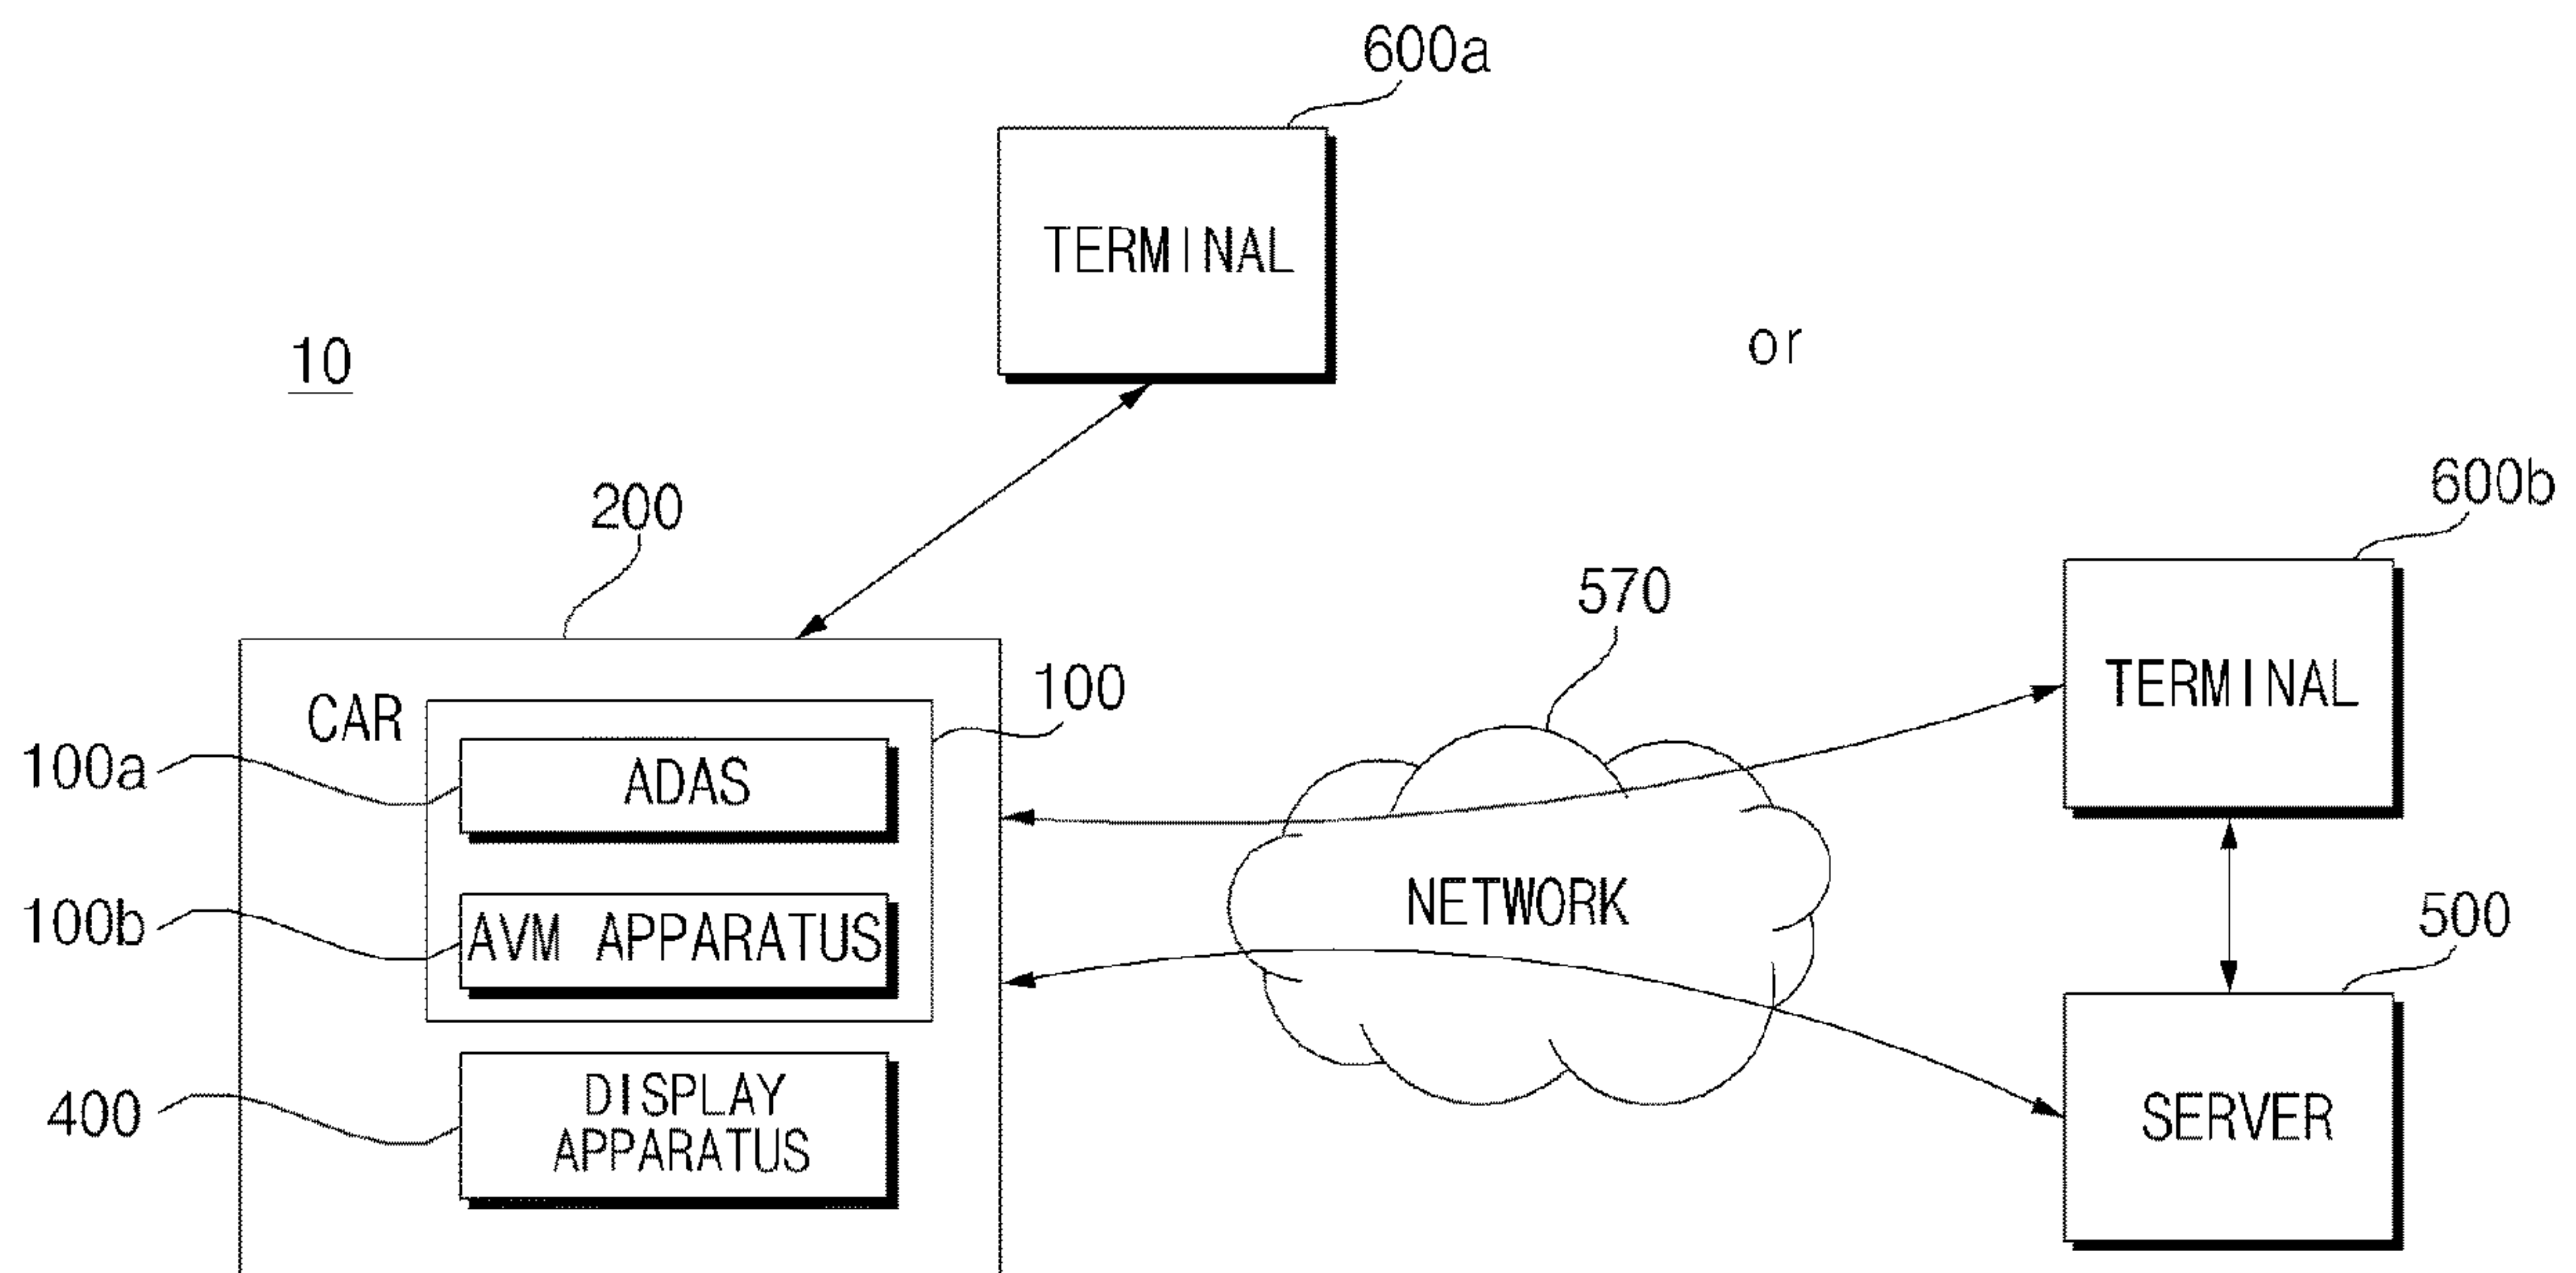 600a
TERMINAL
10
or
200
600b
570
TERMINAL
CAR
100
100a
ADAS
NETWORK
100b
AVM APPARATUS
500
400
DISPLAY
APPARATUS
SERVER